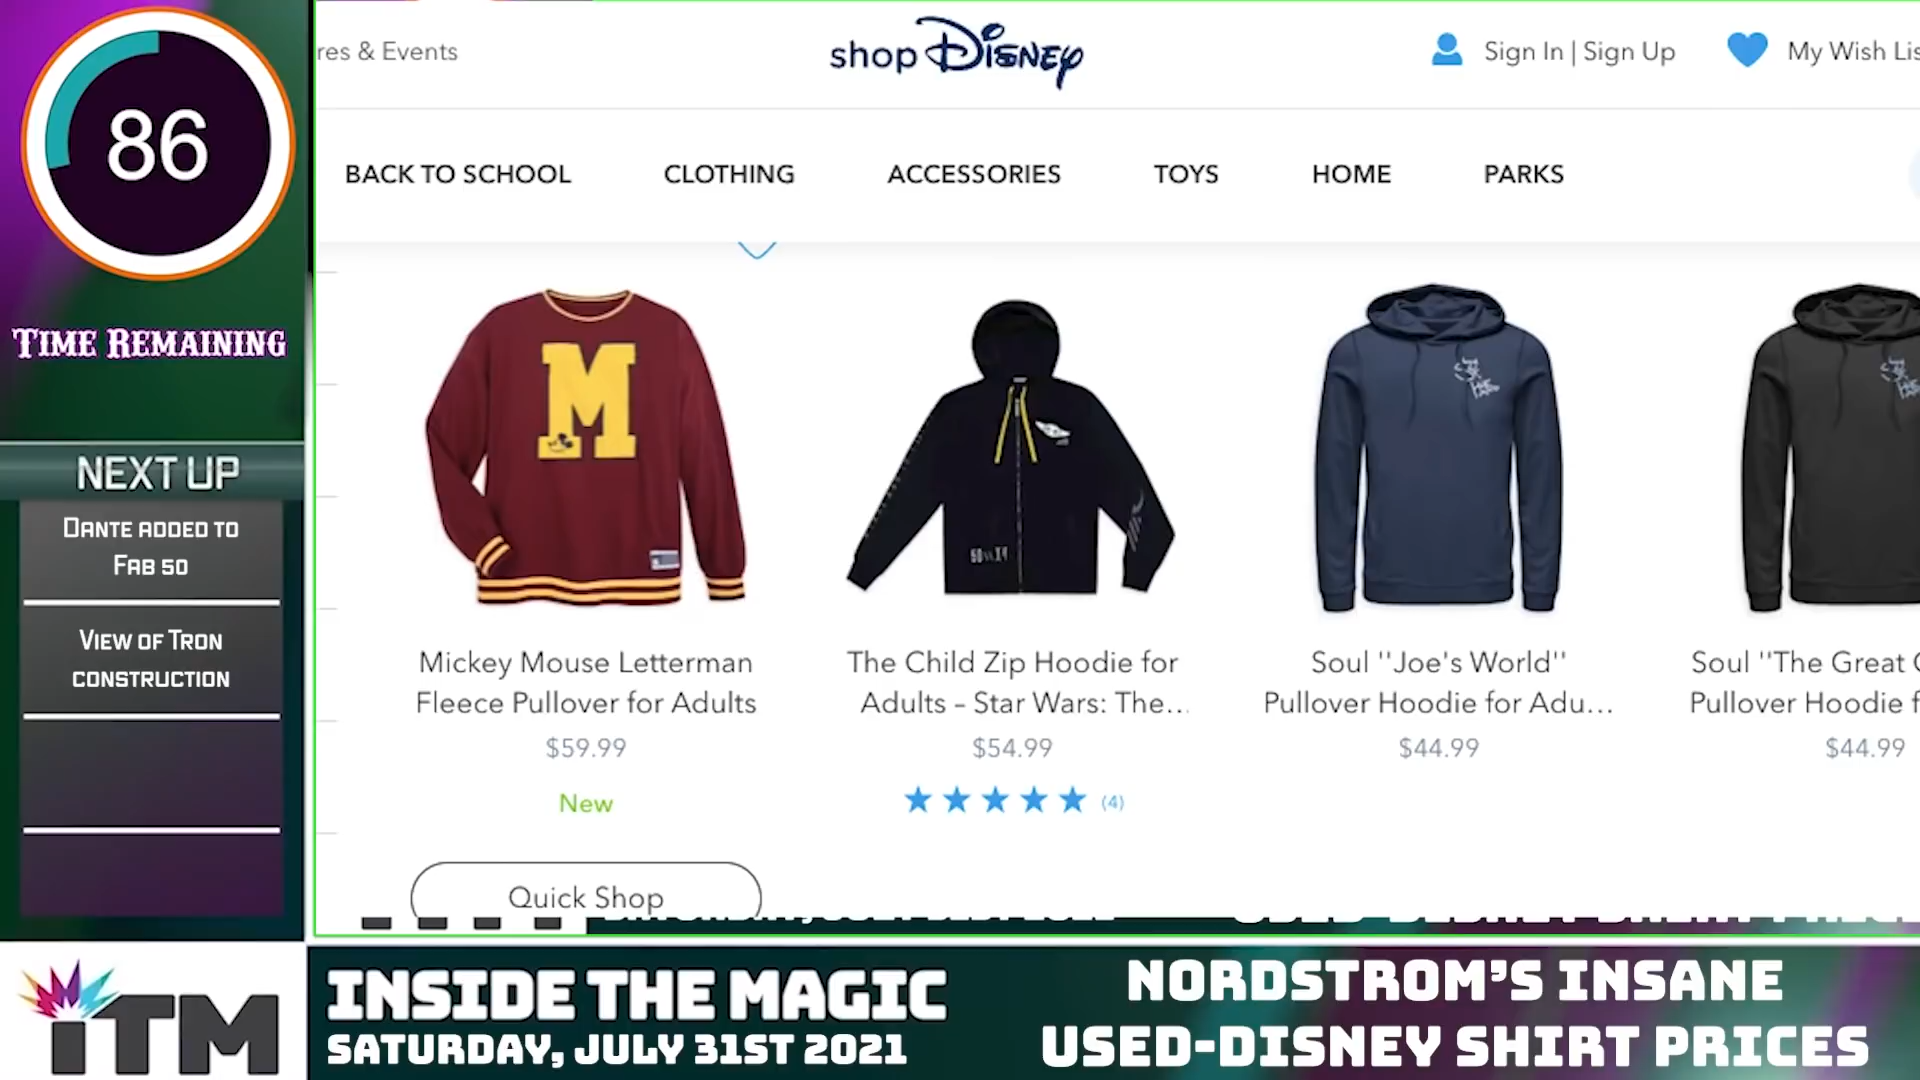 86
TIME REMAINING
NEXT UP
DANTE ADDED TO
FAB 50
VIEW OF TRON
CONSTRUCTION
res & Events
shop Disney
Sign In | Sign Up
My Wish Lis
BACK TO SCHOOL
CLOTHING
ACCESSORIES
TOYS
HOME
PARKS
M
Mickey Mouse Letterman
Fleece Pullover for Adults
$59.99
New
Quick Shop
The Child Zip Hoodie for
Adults – Star Wars: The...
$54.99
(4)
Soul ''Joe's World''
Pullover Hoodie for Adu...
$44.99
Soul ''The Great
Pullover Hoodie f
$44.99
iTM
INSIDE THE MAGIC
SATURDAY, JULY 31ST 2021
NORDSTROM'S INSANE
USED-DISNEY SHIRT PRICES